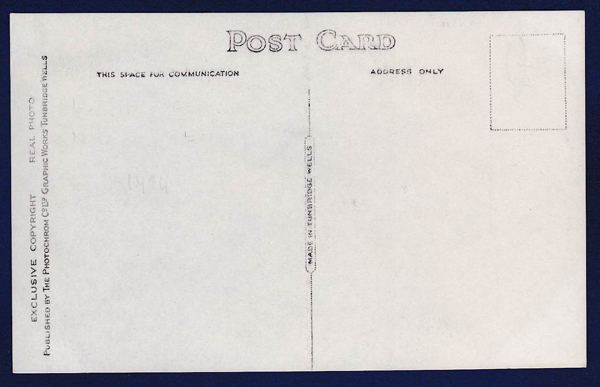 POST CARD
THIS SPACE FOR COMMUNICATION
ADDRESS ONLY
EXCLUSIVE COPYRIGHT REAL PHOTO
PUBLISHED BY THE PHOTOCHROM CO LTD GRAPHIC WORKS TUNBRIDGE WELLS
MADE IN TUNBRIDGE WELLS